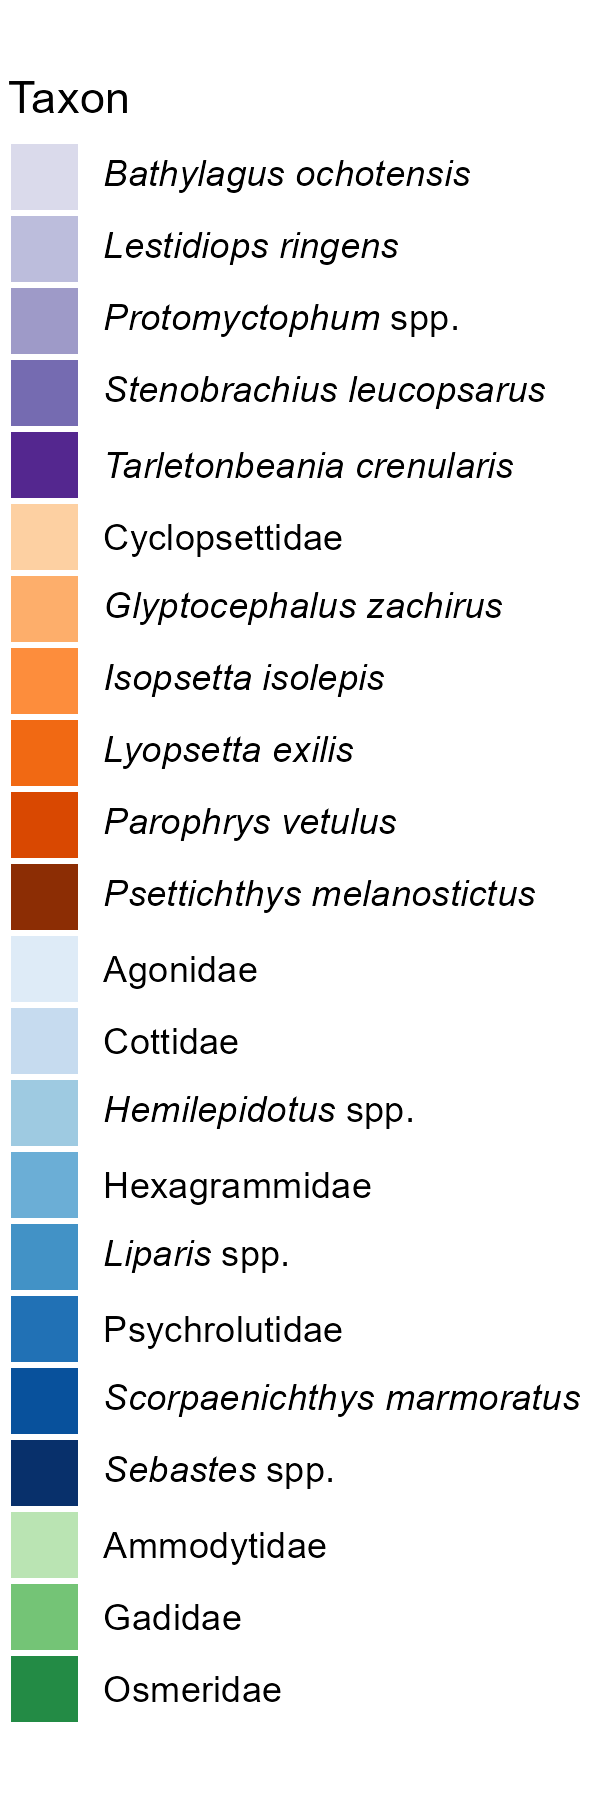 Taxon
Bathylagus ochotensis
Lestidiops ringens
Protomyctophum spp.
Stenobrachius leucopsarus
Tarletonbeania crenularis
Cyclopsettidae
Glyptocephalus zachirus
Isopsetta isolepis
Lyopsetta exilis
Parophrys vetulus
Psettichthys melanostictus
Agonidae
Cottidae
Hemilepidotus spp.
Hexagrammidae
Liparis spp.
Psychrolutidae
Scorpaenichthys marmoratus
Sebastes spp.
Ammodytidae
Gadidae
Osmeridae